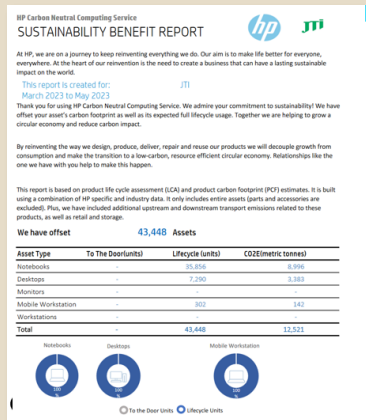 HP Carbon Neutral Computing Service
SUSTAINABILITY BENEFIT REPORT
hp
JTI
At HP, we are on a journey to keep reinventing everything we do. Our aim is to make life better for everyone,
everywhere. At the heart of our reinvention is the need to create a business that can have a lasting sustainable
impact on the world.
This report is created for: JTI
March 2023 to May 2023
Thank you for using HP Carbon Neutral Computing Service. We admire your commitment to sustainability! We have
offset your asset's carbon footprint as well as its expected full lifecycle usage. Together we are helping to grow a
circular economy and reduce carbon impact.
By reinventing the way we design, produce, deliver, repair and reuse our products we will decouple growth from
consumption and make the transition to a low-carbon, resource efficient circular economy. Relationships like the
one we have with you help to make this happen.
This report is based on product life cycle assessment (LCA) and product carbon footprint (PCF) estimates. It is built
using a combination of HP specific and industry data. It only includes entire assets (parts and accessories are
excluded). Plus, we have included additional upstream and downstream transport emissions related to these
products, as well as retail and storage.
We have offset 43,448 Assets
Asset Type To The Door(units) Lifecycle (units) CO2E(metric tonnes)
Notebooks - 35,856 8,996
Desktops - 7,290 3,383
Monitors - - -
Mobile Workstation - 302 142
Workstations - - -
Total - 43,448 12,521
Notebooks Desktops Mobile Workstation
100 100 100
% % %
To the Door Units Lifecycle Units